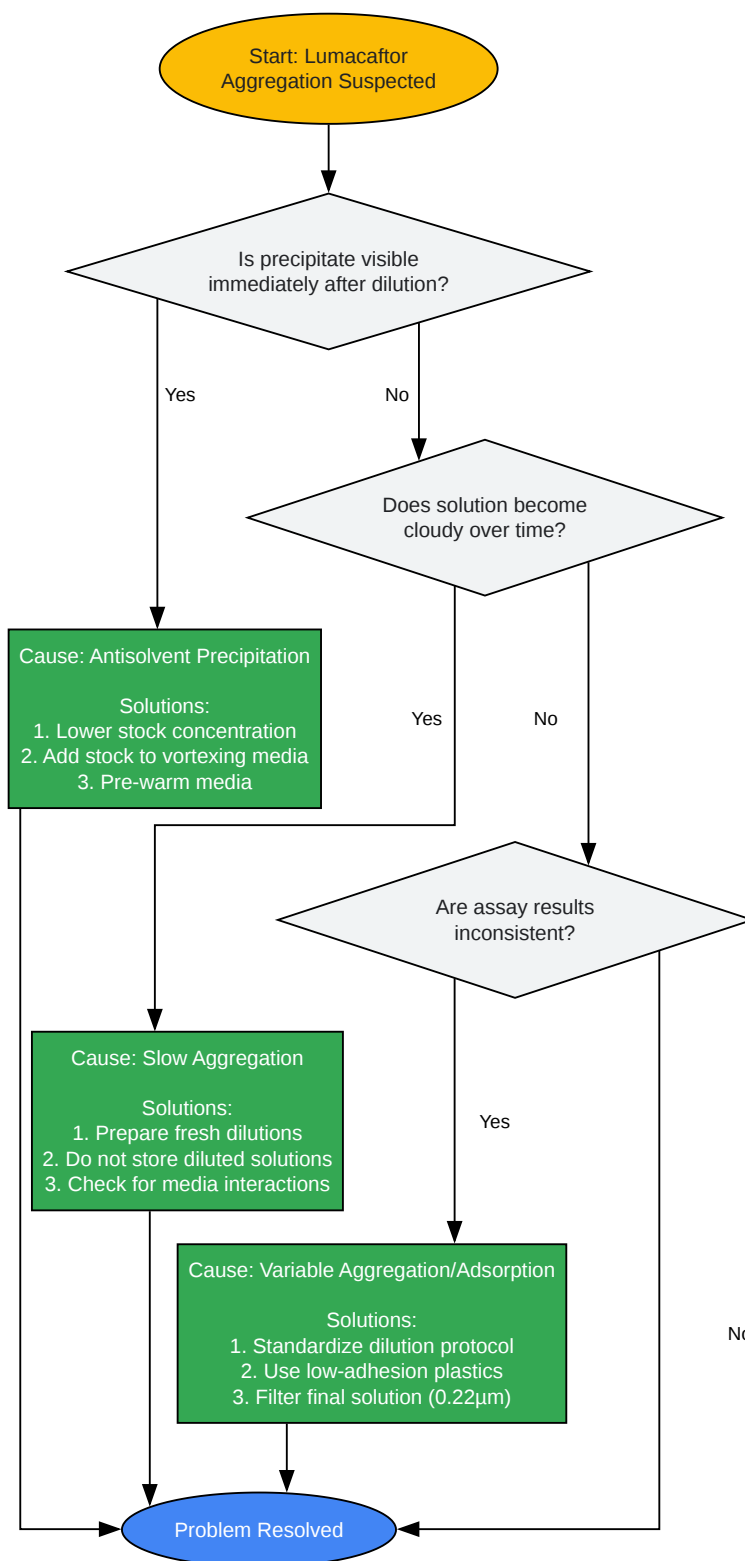 Start: Lumacaftor
Aggregation Suspected
Is precipitate visible
immediately after dilution?
Yes
No
Does solution become
cloudy over time?
Cause: Antisolvent Precipitation
Solutions:
1. Lower stock concentration
2. Add stock to vortexing media
3. Pre-warm media
Yes
No
Are assay results
inconsistent?
Cause: Slow Aggregation
Solutions:
1. Prepare fresh dilutions
2. Do not store diluted solutions
3. Check for media interactions
Yes
Cause: Variable Aggregation/Adsorption
Solutions:
1. Standardize dilution protocol
2. Use low-adhesion plastics
3. Filter final solution (0.22µm)
No
Problem Resolved